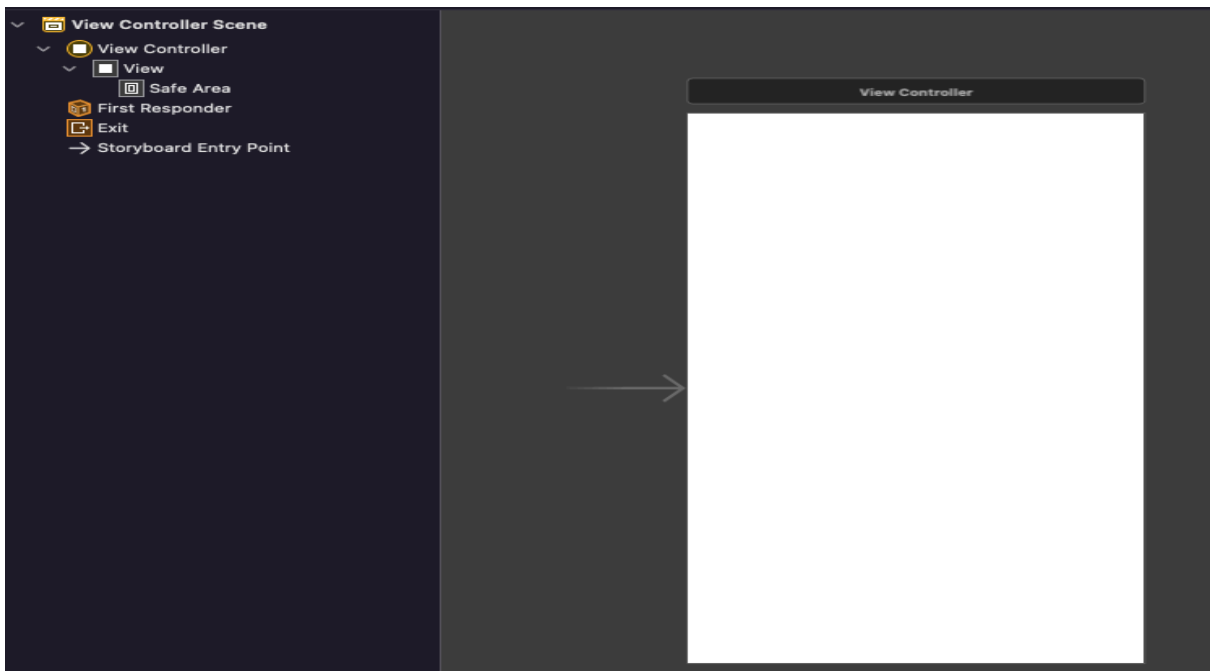 View Controller Scene
View Controller
View
Safe Area
First Responder
Exit
Storyboard Entry Point
View Controller